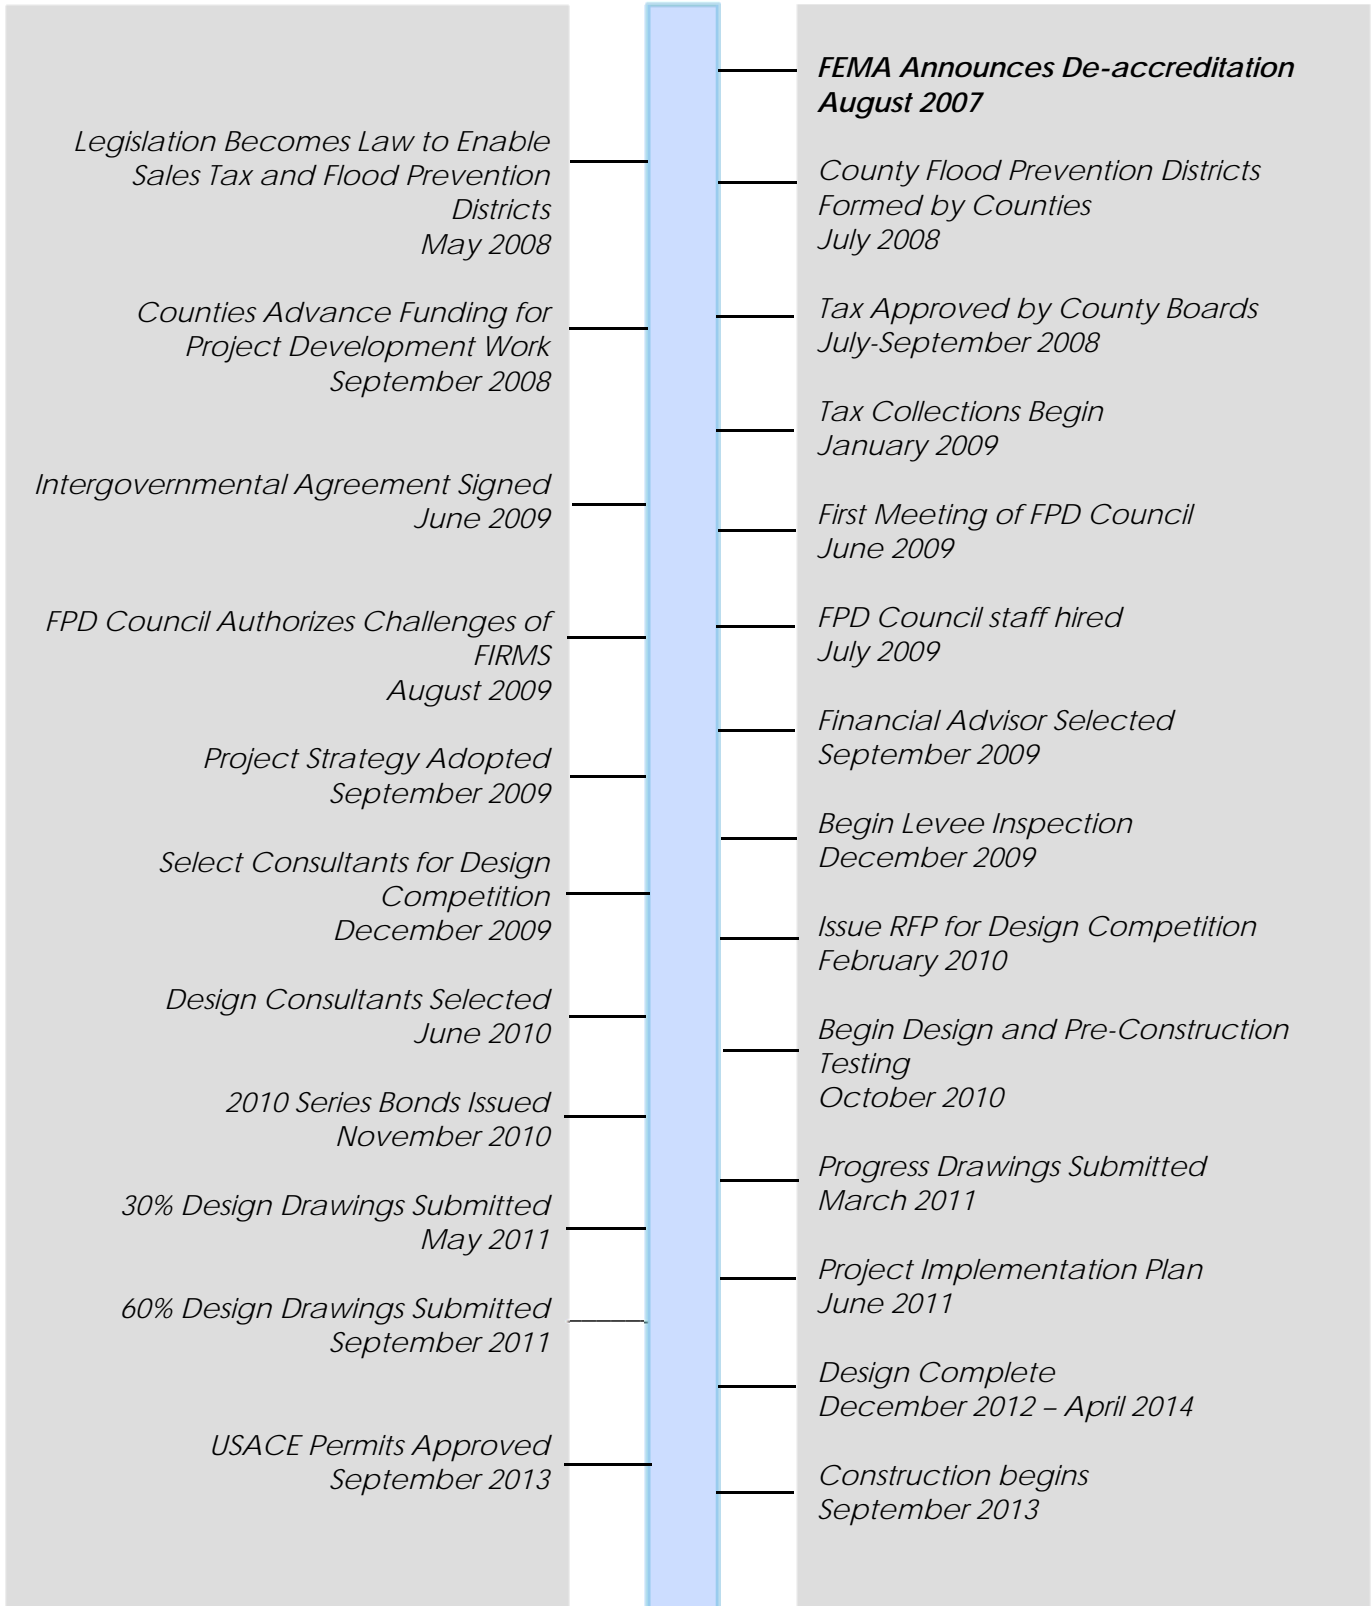 FEMA Announces De-accreditation
August 2007
Legislation Becomes Law to Enable
Sales Tax and Flood Prevention
Districts
May 2008
County Flood Prevention Districts
Formed by Counties
July 2008
Counties Advance Funding for
Project Development Work
September 2008
Tax Approved by County Boards
July-September 2008
Tax Collections Begin
January 2009
Intergovernmental Agreement Signed
June 2009
First Meeting of FPD Council
June 2009
FPD Council Authorizes Challenges of
FIRMS
August 2009
FPD Council staff hired
July 2009
Financial Advisor Selected
September 2009
Project Strategy Adopted
September 2009
Begin Levee Inspection
December 2009
Select Consultants for Design
Competition
December 2009
Issue RFP for Design Competition
February 2010
Design Consultants Selected
June 2010
Begin Design and Pre-Construction
Testing
October 2010
2010 Series Bonds Issued
November 2010
Progress Drawings Submitted
March 2011
30% Design Drawings Submitted
May 2011
Project Implementation Plan
June 2011
60% Design Drawings Submitted
September 2011
Design Complete
December 2012 – April 2014
USACE Permits Approved
September 2013
Construction begins
September 2013